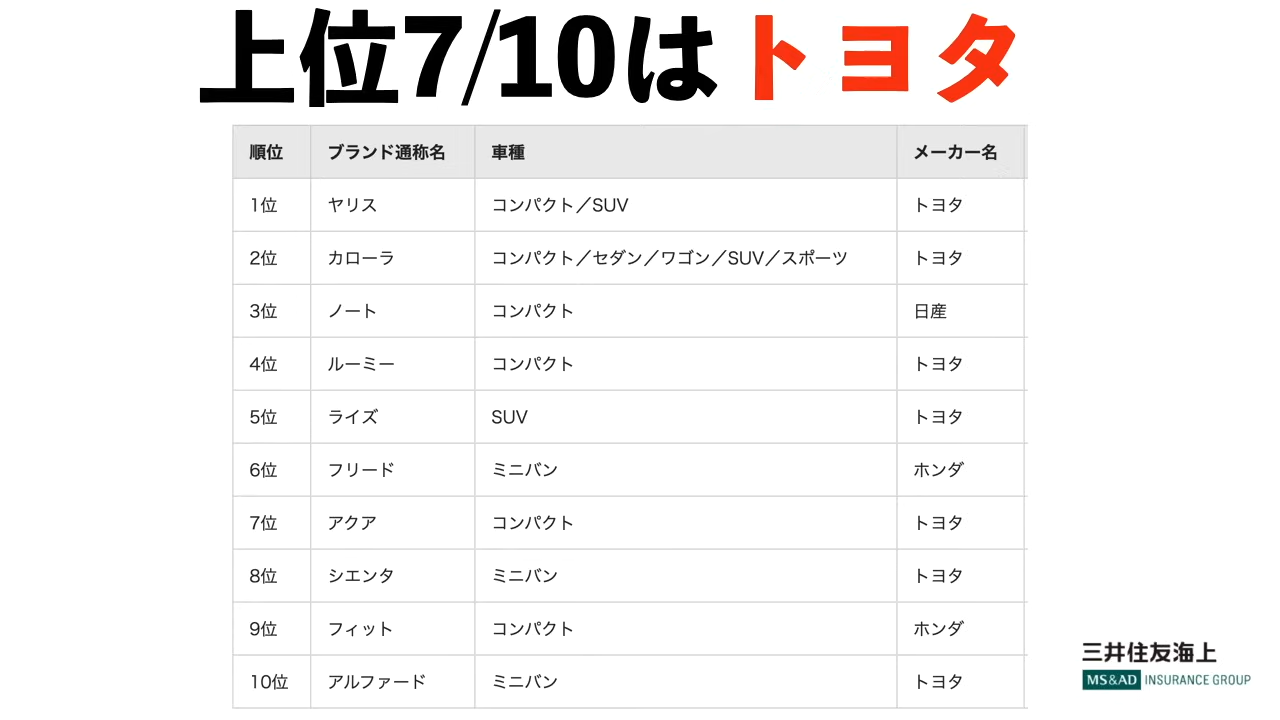 上位7/10はトヨタ
順位 ブランド通称名 車種 メーカー名
1位 ヤリス コンパクト／SUV トヨタ
2位 カローラ コンパクト／セダン／ワゴン／SUV／スポーツ トヨタ
3位 ノート コンパクト 日産
4位 ルーミー コンパクト トヨタ
5位 ライズ SUV トヨタ
6位 フリード ミニバン ホンダ
7位 アクア コンパクト トヨタ
8位 シエンタ ミニバン トヨタ
9位 フィット コンパクト ホンダ
10位 アルファード ミニバン トヨタ
三井住友海上
MS&AD INSURANCE GROUP